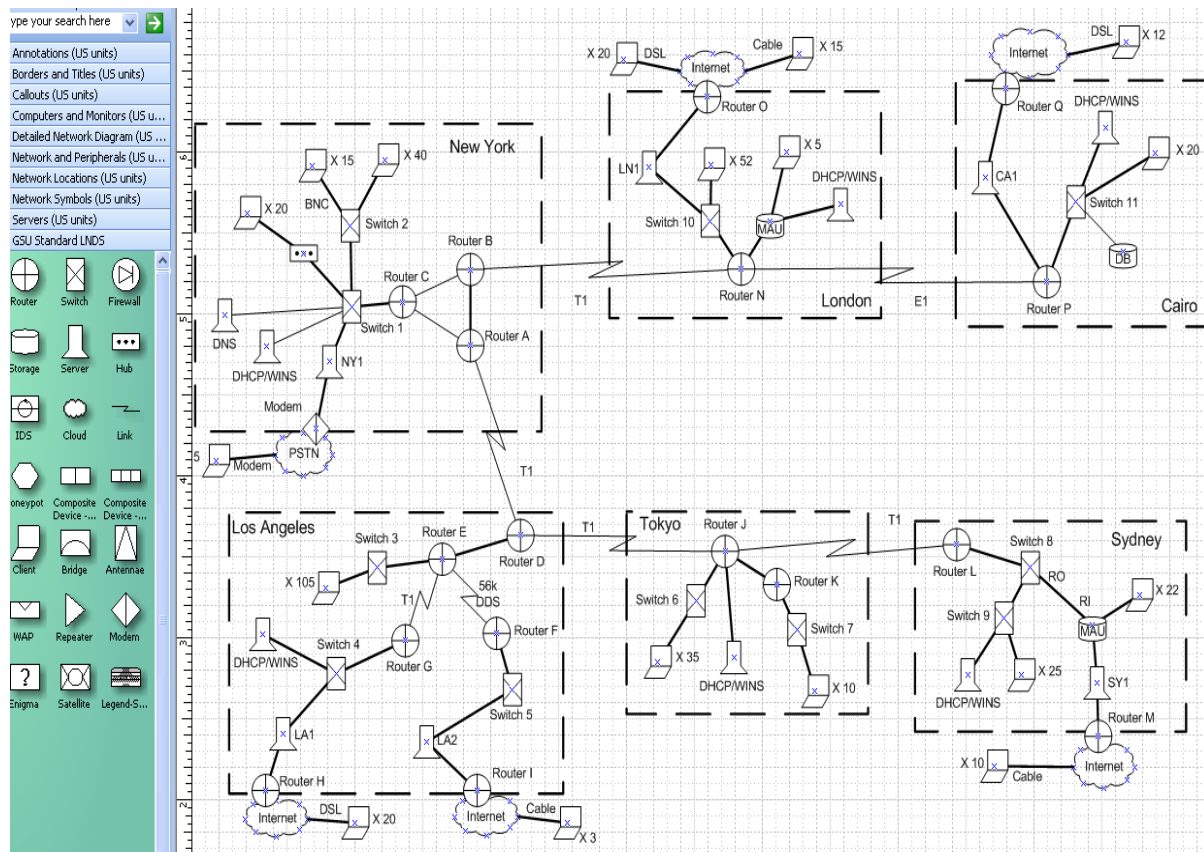 ype your search here
Annotations (US units)
Borders and Titles (US units)
Callouts (US units)
Computers and Monitors (US u...
Detailed Network Diagram (US ...
Network and Peripherals (US u...
Network Locations (US units)
Network Symbols (US units)
Servers (US units)
GSU Standard LNDS
Router
Switch
Firewall
Storage
Server
Hub
IDS
Cloud
Link
oneypot
Composite Device -...
Composite Device -...
Client
Bridge
Antennae
WAP
Repeater
Modem
Enigma
Satellite
Legend-S...
6
5
4
3
2
New York
X 15
X 40
BNC
X 20
Switch 2
Router B
Router C
Switch 1
Router A
DNS
DHCP/WINS
NY1
Modem
PSTN
5
Modem
T1
T1
X 20
DSL
Internet
Cable
X 15
Router O
LN1
X 52
X 5
DHCP/WINS
Switch 10
MAU
Router N
London
E1
Internet
DSL
X 12
Router Q
DHCP/WINS
X 20
CA1
Switch 11
DB
Router P
Cairo
Los Angeles
Router E
Switch 3
X 105
Router D
T1
56k
DDS
T1
Switch 4
DHCP/WINS
Router G
Router F
Switch 5
LA1
LA2
Router H
Router I
Internet
DSL
X 20
Internet
Cable
X 3
Tokyo
Router J
Router K
Switch 6
Switch 7
X 35
DHCP/WINS
X 10
T1
Sydney
Switch 8
Router L
RO
RI
X 22
Switch 9
MAU
X 25
DHCP/WINS
SY1
Router M
X 10
Cable
Internet